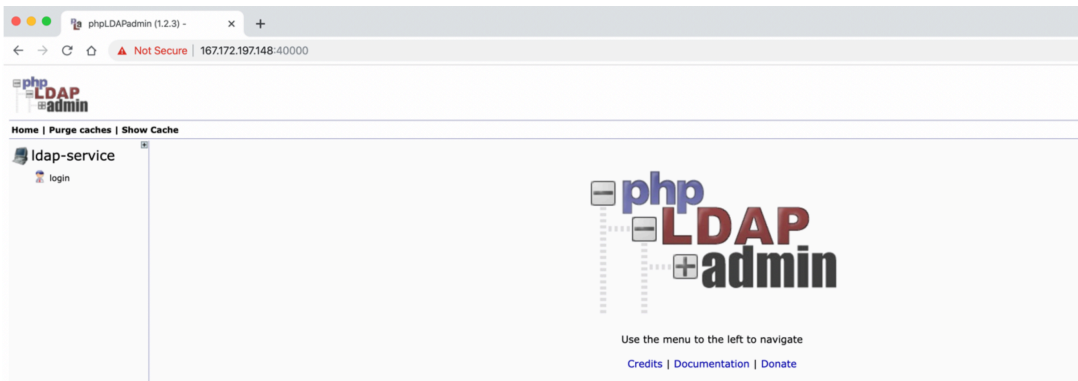 phpLDAPadmin (1.2.3) -
Not Secure | 167.172.197.148:40000
php
LDAP
admin
Home | Purge caches | Show Cache
ldap-service
login
php
LDAP
admin
Use the menu to the left to navigate
Credits | Documentation | Donate